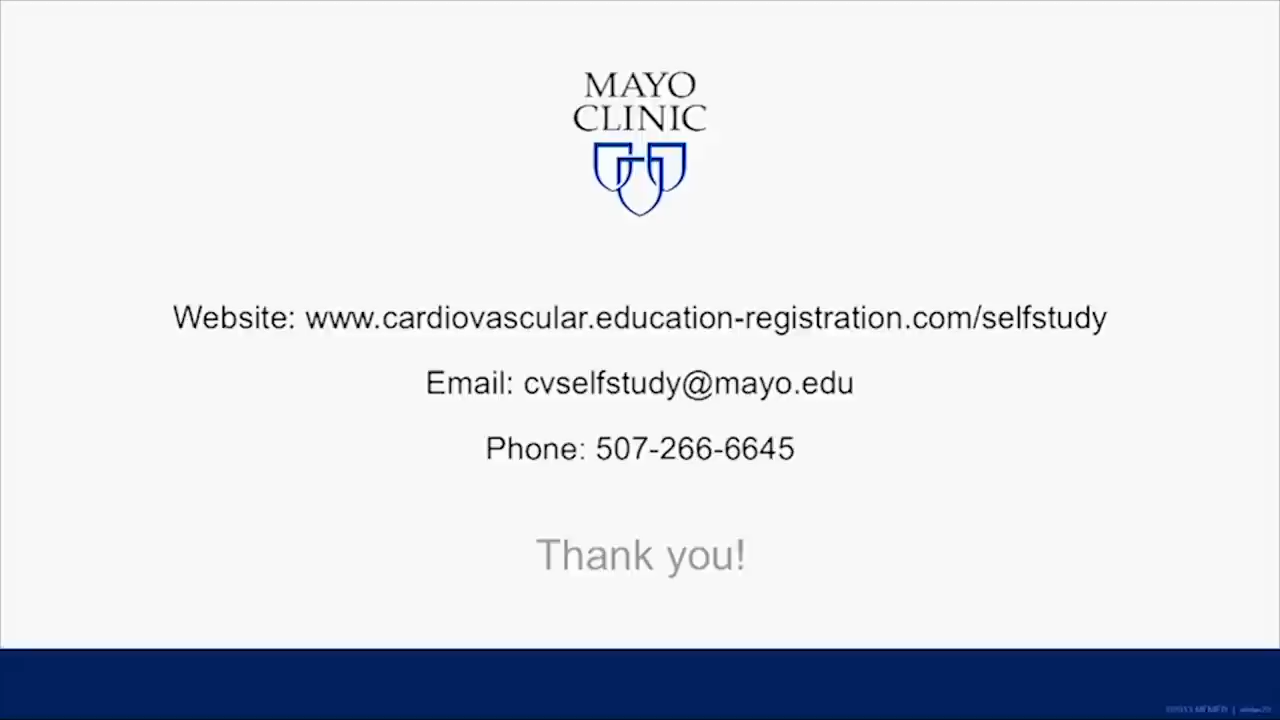 MAYO
CLINIC
Website: www.cardiovascular.education-registration.com/selfstudy
Email: cvselfstudy@mayo.edu
Phone: 507-266-6645
Thank you!